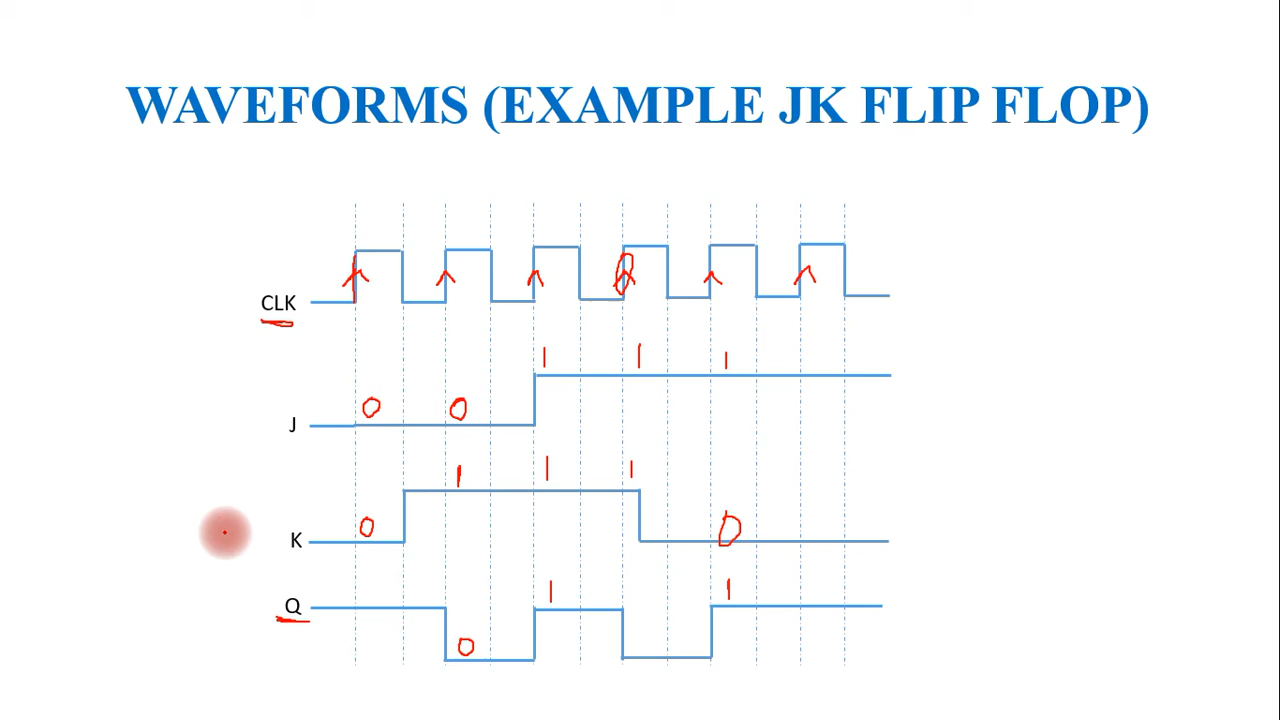 WAVEFORMS (EXAMPLE JK FLIP FLOP)
CLK
1 1 1
J 0 0
1 1 1
K 0 0
Q 1 1
0